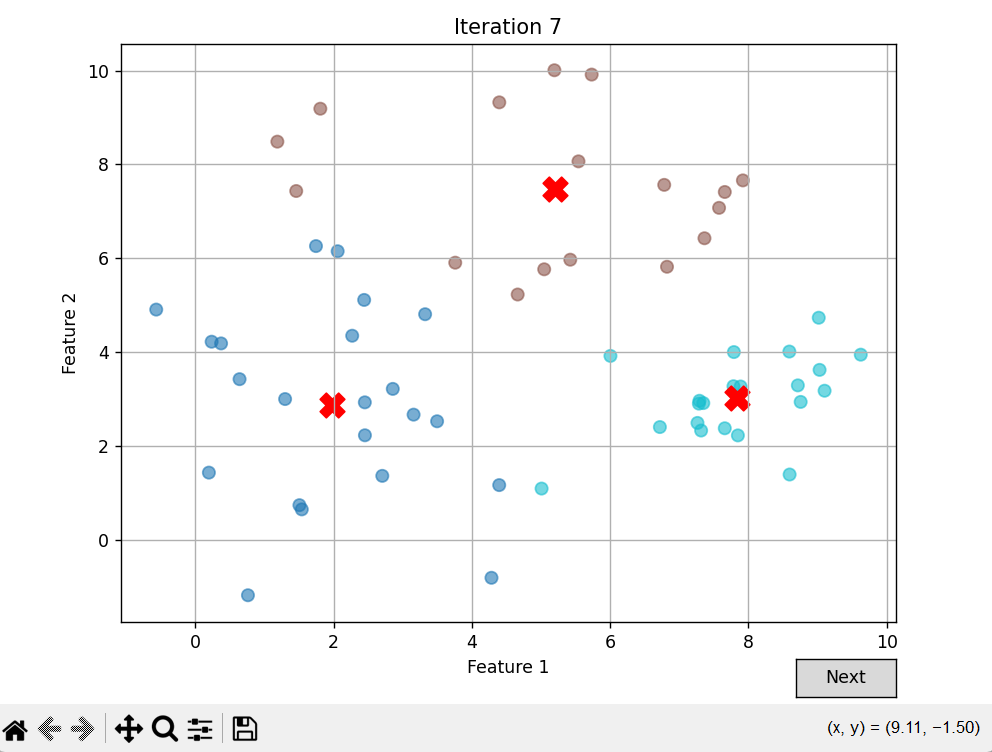 Iteration 7
10
8
6
4
2
0
Feature 2
0 2 4 6 8 10
Feature 1
Next
(x, y) = (9.11, −1.50)